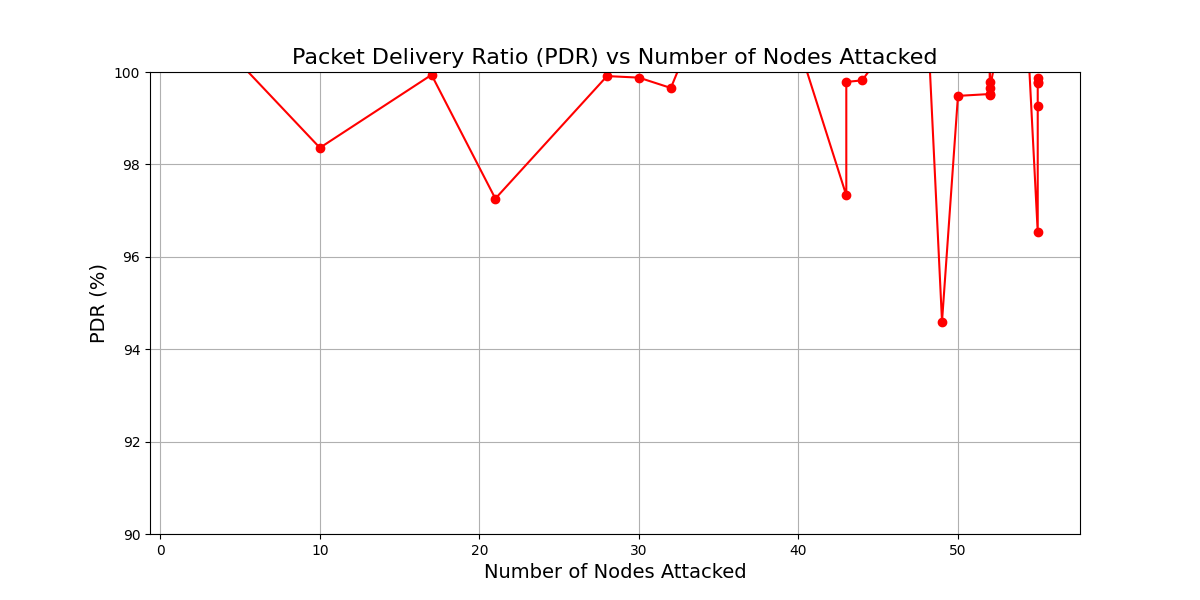 Packet Delivery Ratio (PDR) vs Number of Nodes Attacked
100
98
96
94
92
90
PDR (%)
0 10 20 30 40 50
Number of Nodes Attacked